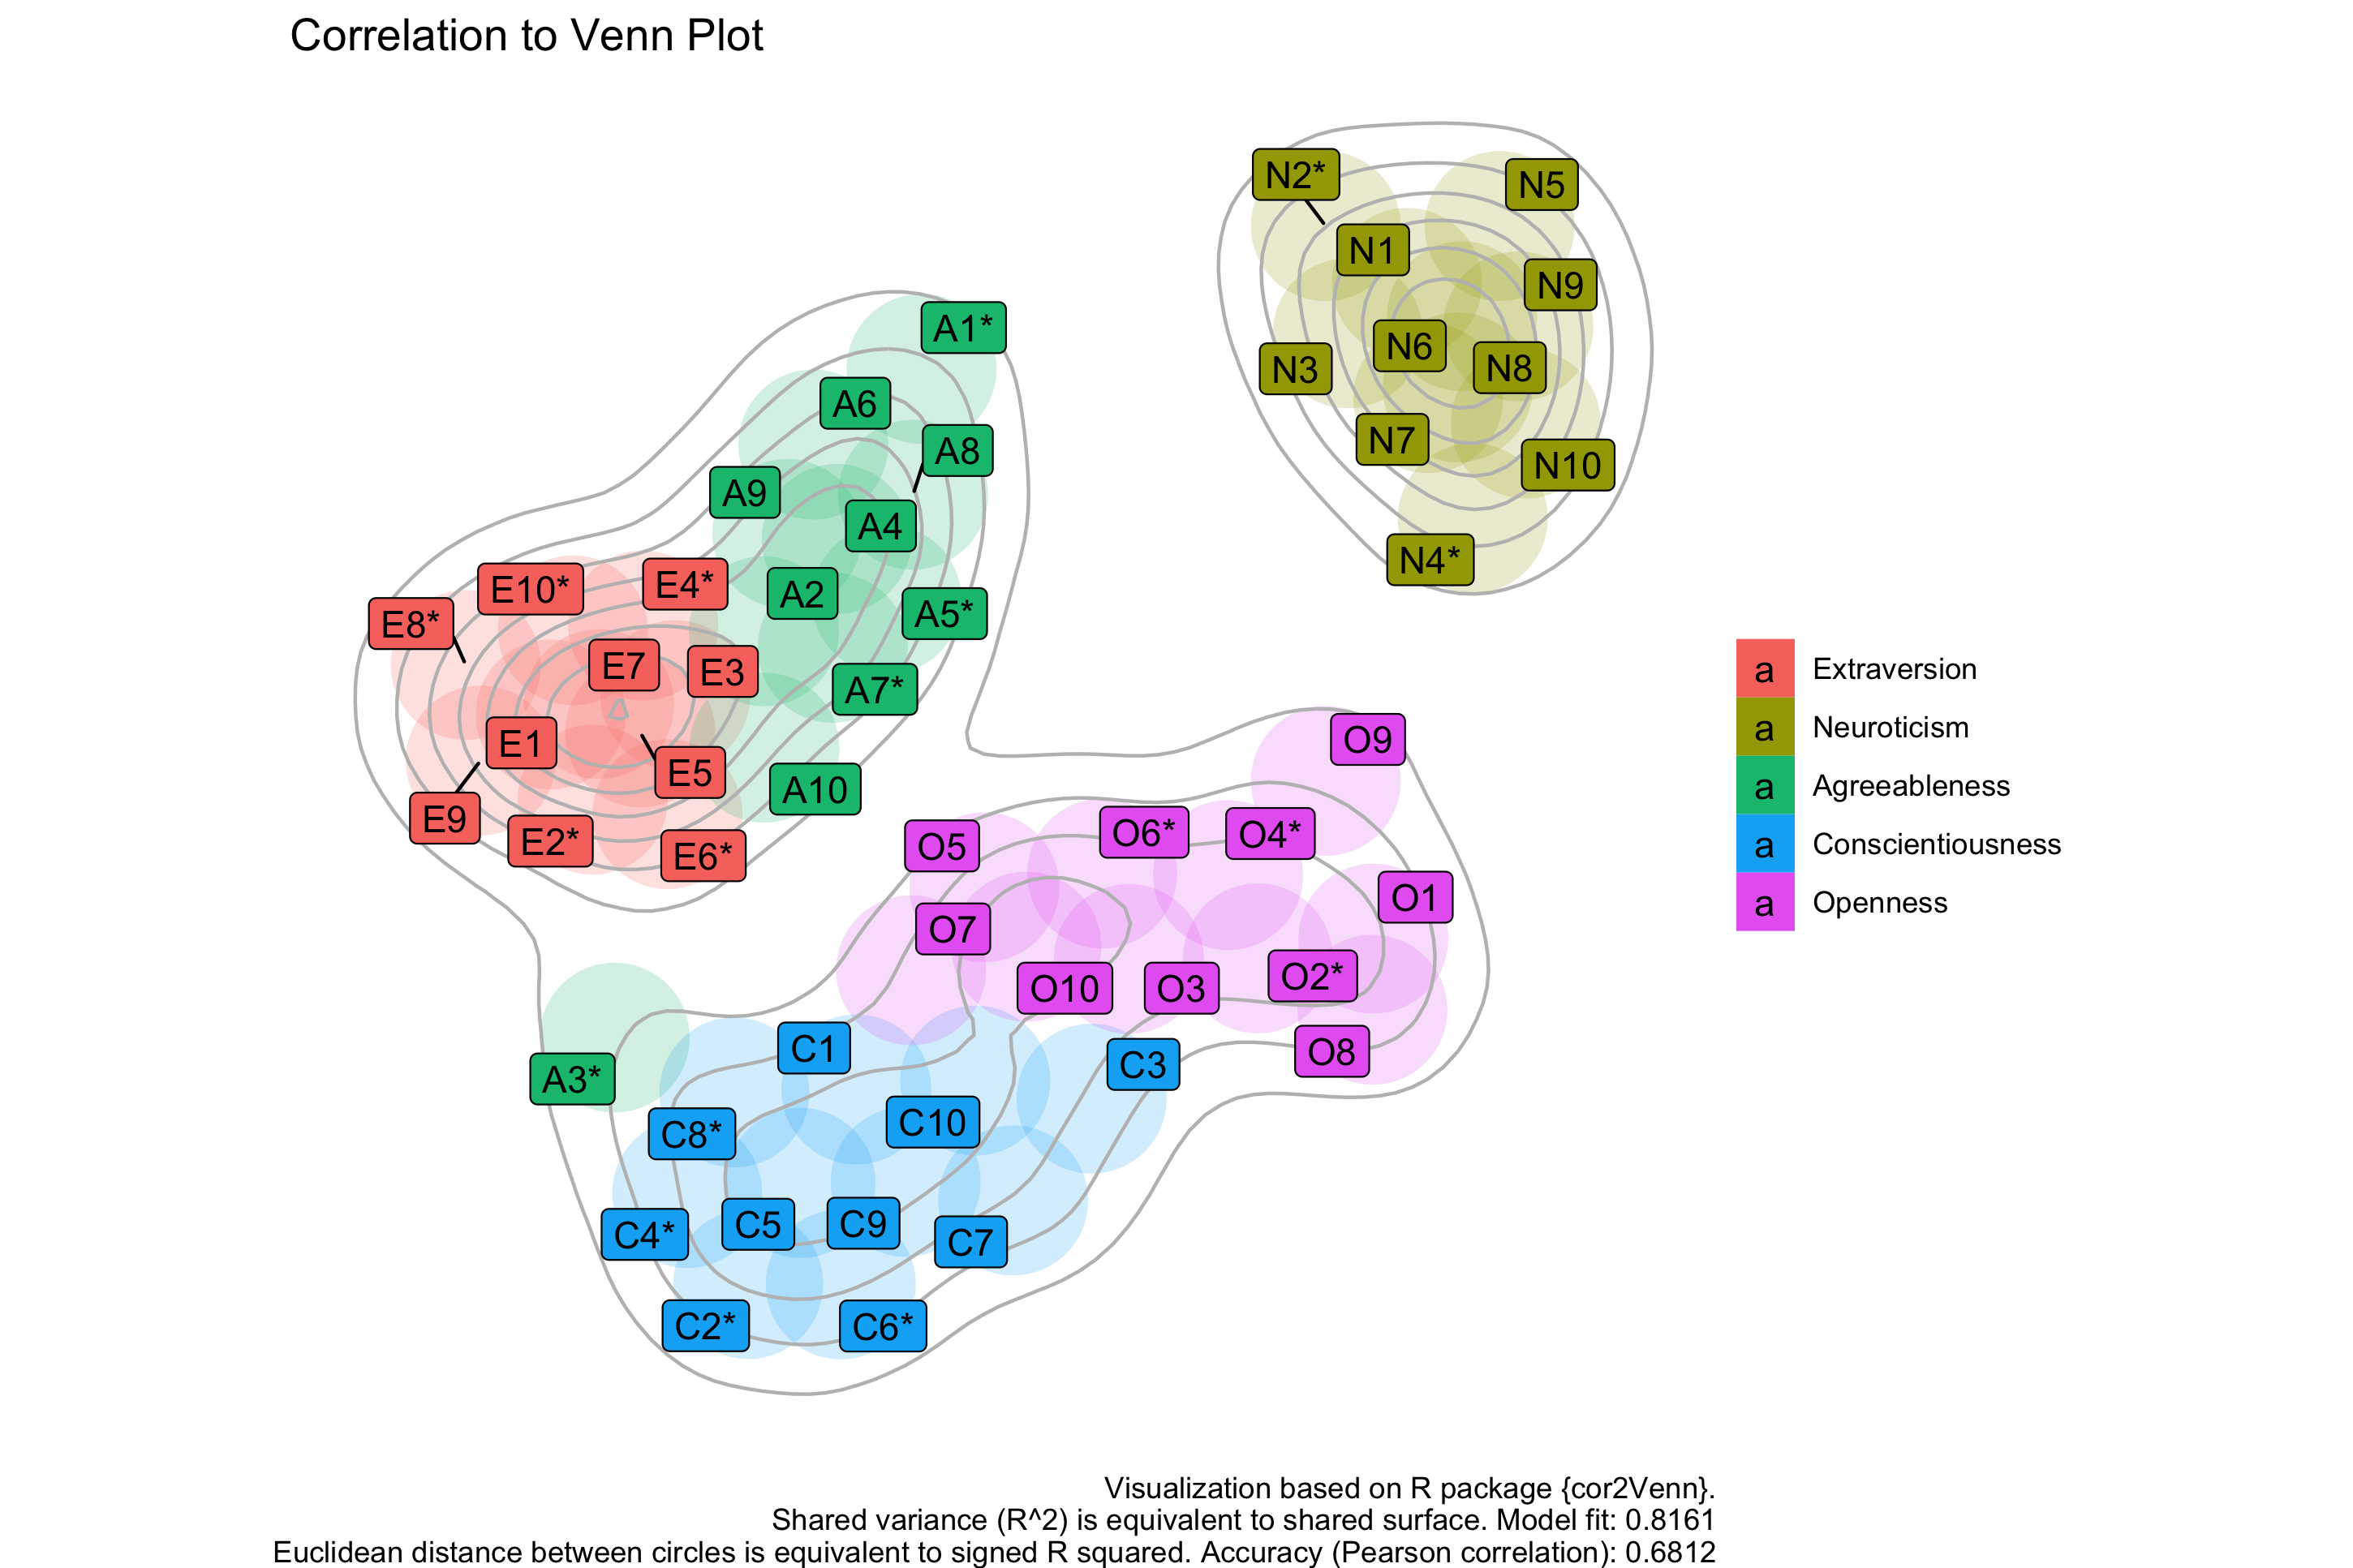 Correlation to Venn Plot
N2*
N5
N1
N9
A1*
N6
N3
N8
A6
N7
A8
N10
A9
A4
N4*
E10*
E4*
A2
E8*
A5*
E7
E3
A7*
E1
O9
E5
A10
E9
O6*
O4*
E2*
O5
E6*
O1
O7
O2*
O10
O3
C1
O8
C3
A3*
C10
C8*
C5
C9
C4*
C7
C2*
C6*
a Extraversion
a Neuroticism
a Agreeableness
a Conscientiousness
a Openness
Visualization based on R package {cor2Venn}.
Shared variance (R^2) is equivalent to shared surface. Model fit: 0.8161
Euclidean distance between circles is equivalent to signed R squared. Accuracy (Pearson correlation): 0.6812